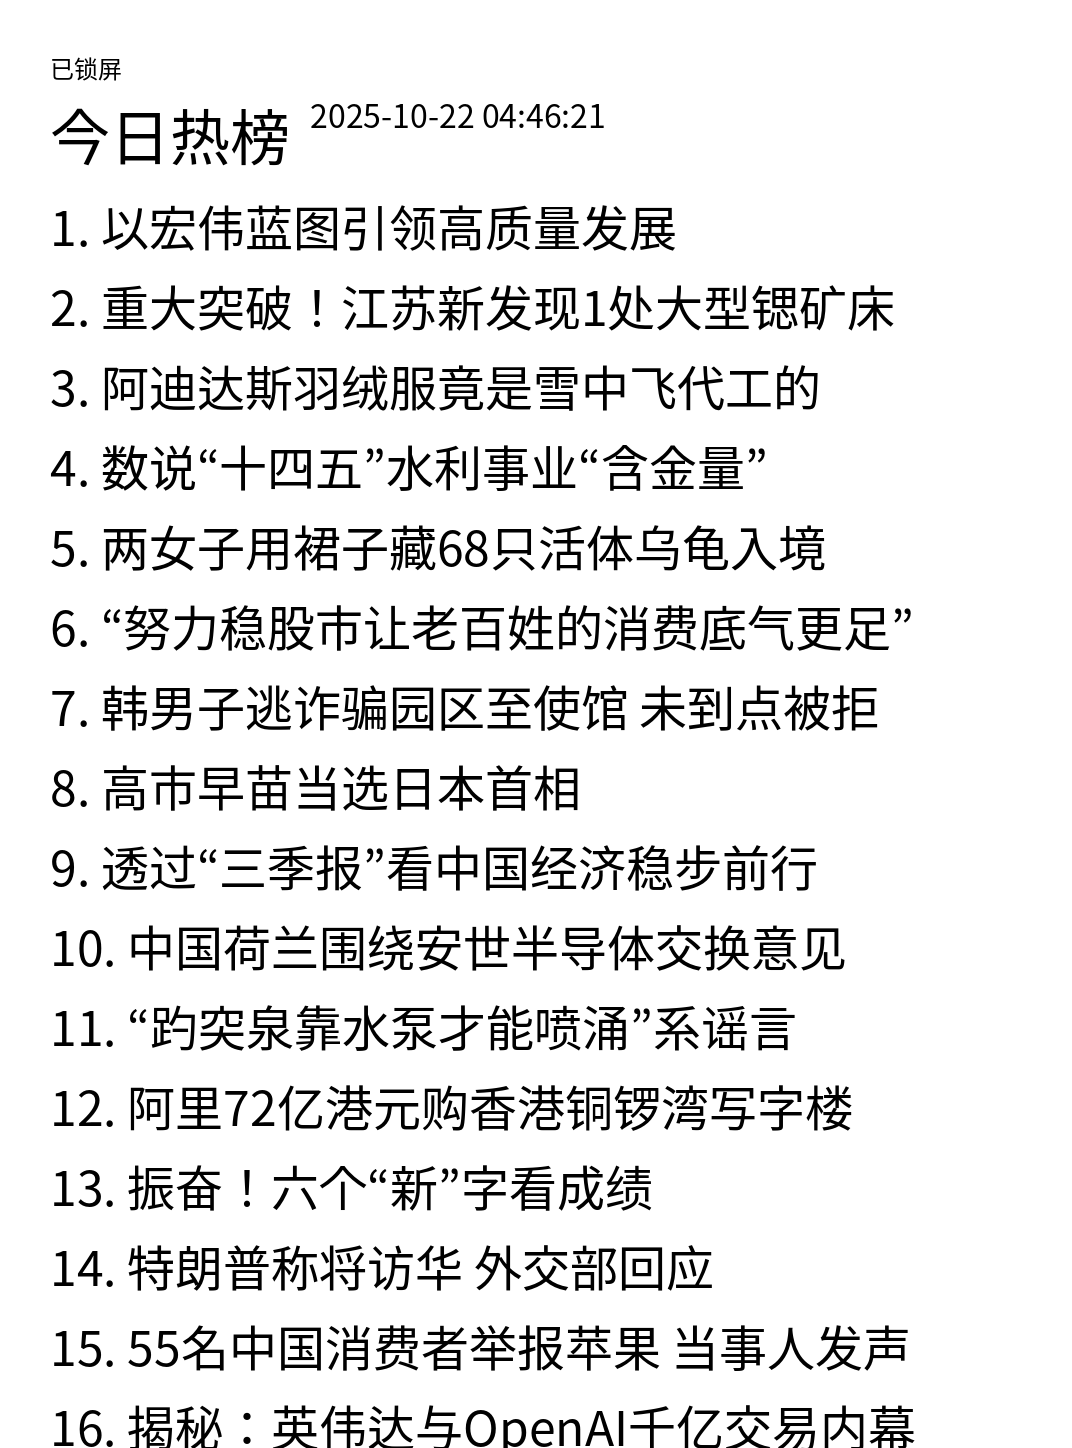 已锁屏
今日热榜 2025-10-22 04:46:21
1. 以宏伟蓝图引领高质量发展
2. 重大突破！江苏新发现1处大型锶矿床
3. 阿迪达斯羽绒服竟是雪中飞代工的
4. 数说“十四五”水利事业“含金量”
5. 两女子用裙子藏68只活体乌龟入境
6. “努力稳股市让老百姓的消费底气更足”
7. 韩男子逃诈骗园区至使馆 未到点被拒
8. 高市早苗当选日本首相
9. 透过“三季报”看中国经济稳步前行
10. 中国荷兰围绕安世半导体交换意见
11. “趵突泉靠水泵才能喷涌”系谣言
12. 阿里72亿港元购香港铜锣湾写字楼
13. 振奋！六个“新”字看成绩
14. 特朗普称将访华 外交部回应
15. 55名中国消费者举报苹果 当事人发声
16. 揭秘：英伟达与OpenAI千亿交易内幕